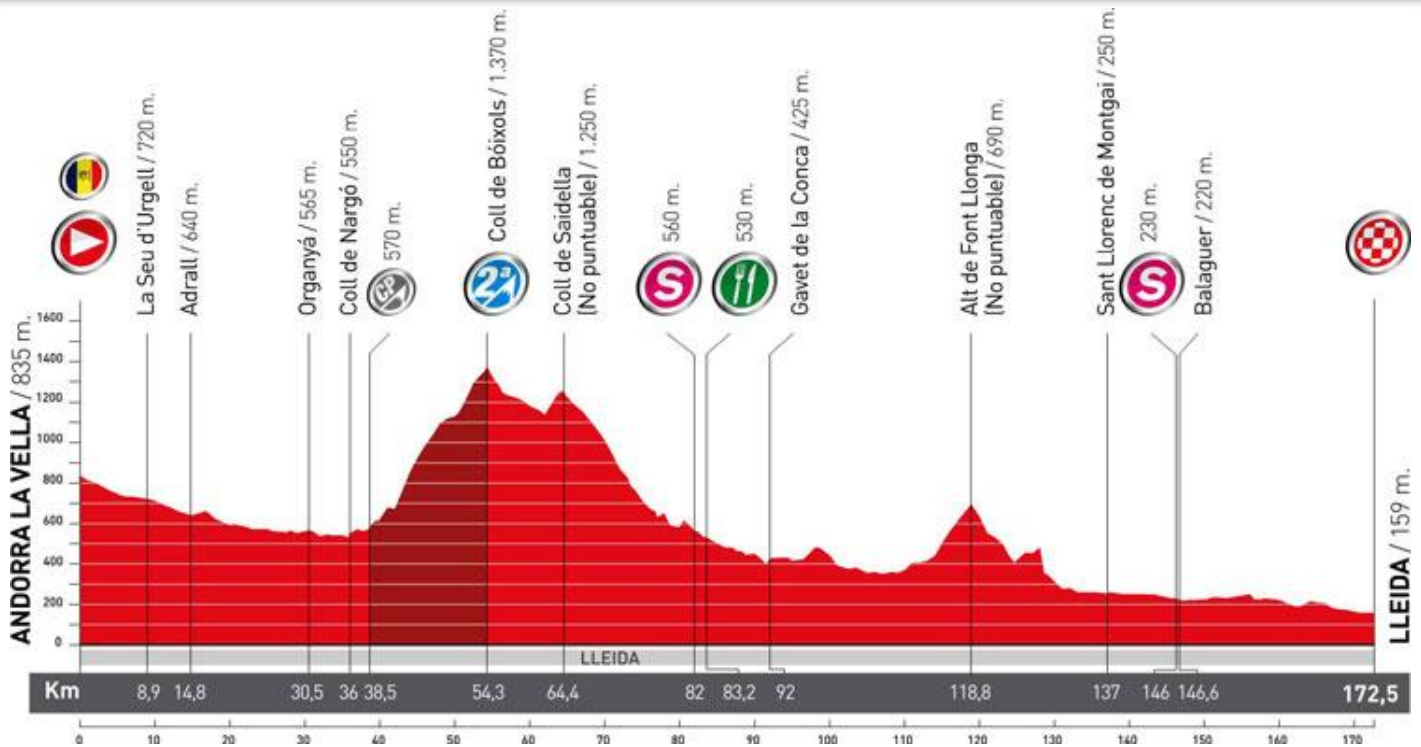 ANDORRA LA VELLA / 835 m.
La Seu d'Urgell / 720 m.
Adrall / 640 m.
Organyá / 565 m.
Coll de Nargó / 550 m.
CP
570 m.
2ª
Coll de Bóixols / 1.370 m.
Coll de Saidella
(No puntuable) / 1.250 m.
S
560 m.
530 m.
Gavet de la Conca / 425 m.
Alt de Font Llonga
(No puntuable) / 690 m.
Sant Llorenc de Montgai / 250 m.
S
230 m.
Balaguer / 220 m.
LLEIDA / 159 m.
1600
1400
1200
1000
800
600
400
200
0
LLEIDA
Km 8,9 14,8 30,5 36 38,5 54,3 64,4 82 83,2 92 118,8 137 146 146,6 172,5
0 10 20 30 40 50 60 70 80 90 100 110 120 130 140 150 160 170